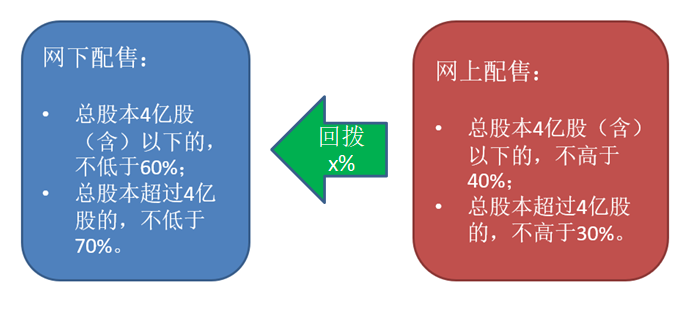 网下配售：
• 总股本4亿股
（含）以下的，
不低于60%；
• 总股本超过4亿
股的，不低于
70%。
回拨
x%
网上配售：
• 总股本4亿股（含）
以下的，不高于
40%；
• 总股本超过4亿股
的，不高于30%。